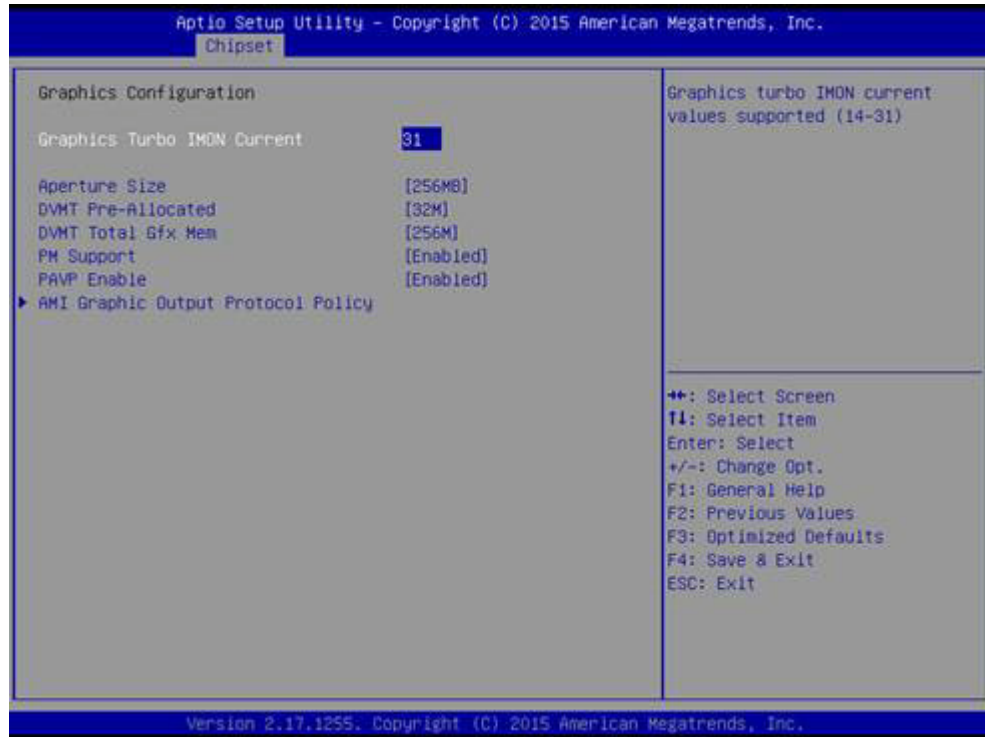 Aptio Setup Utility – Copyright (C) 2015 American Megatrends, Inc.
Chipset
Graphics Configuration
Graphics Turbo IMON Current 31
Aperture Size [256MB]
DVMT Pre-Allocated [32M]
DVMT Total Gfx Mem [256M]
PM Support [Enabled]
PAVP Enable [Enabled]
▶ AMI Graphic Output Protocol Policy
Graphics turbo IMON current
values supported (14-31)
→←: Select Screen
↑↓: Select Item
Enter: Select
+/-: Change Opt.
F1: General Help
F2: Previous Values
F3: Optimized Defaults
F4: Save & Exit
ESC: Exit
Version 2.17.1255. Copyright (C) 2015 American Megatrends, Inc.